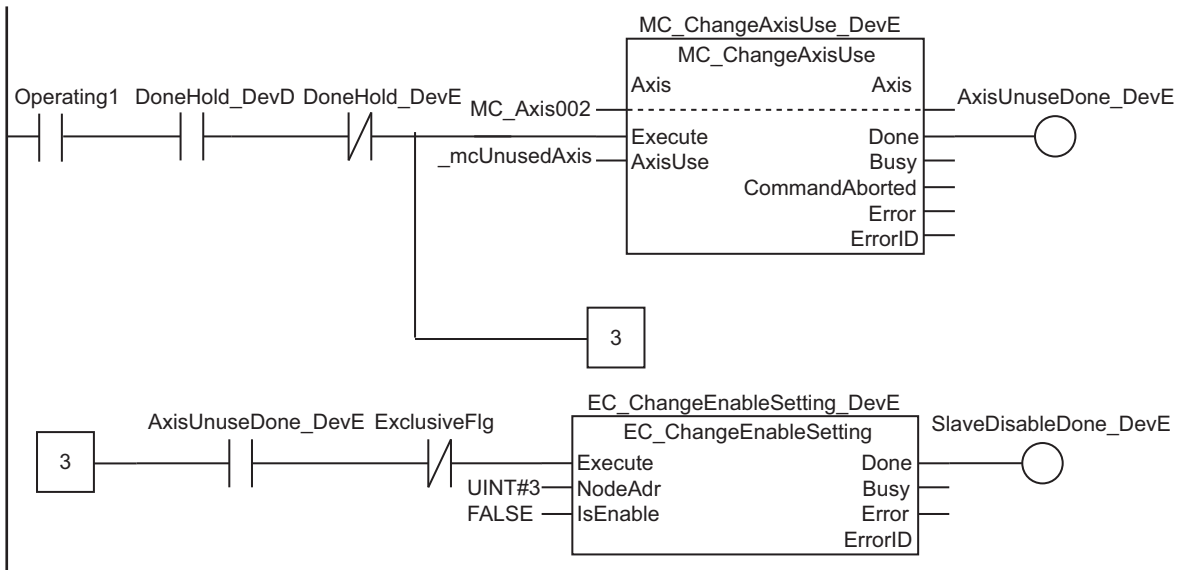 MC_ChangeAxisUse_DevE
MC_ChangeAxisUse
Operating1 DoneHold_DevD DoneHold_DevE
Axis Axis
MC_Axis002
AxisUnuseDone_DevE
Execute Done
_mcUnusedAxis AxisUse Busy
CommandAborted
Error
ErrorID
3
EC_ChangeEnableSetting_DevE
AxisUnuseDone_DevE ExclusiveFlg
EC_ChangeEnableSetting
SlaveDisableDone_DevE
3
Execute Done
UINT#3 NodeAdr Busy
FALSE IsEnable Error
ErrorID